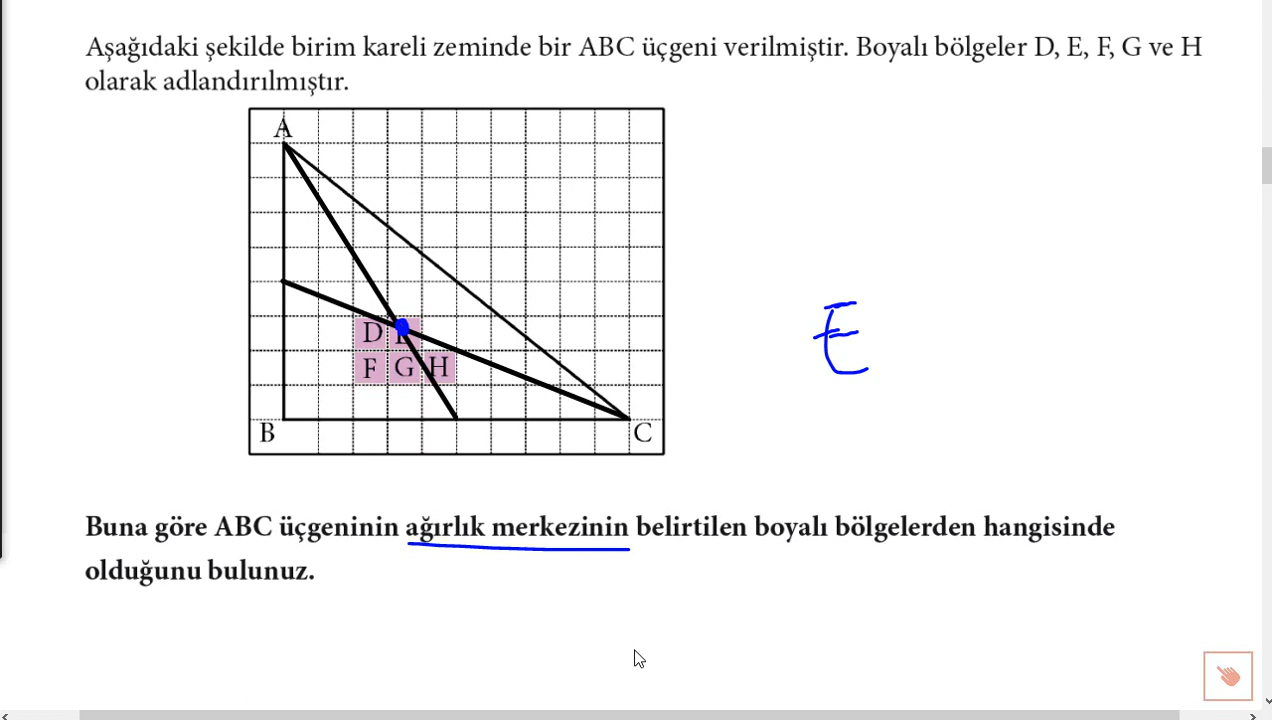 Aşağıdaki şekilde birim kareli zeminde bir ABC üçgeni verilmiştir. Boyalı bölgeler D, E, F, G ve H
olarak adlandırılmıştır.
A
D E
E
F G H
B C
Buna göre ABC üçgeninin ağırlık merkezinin belirtilen boyalı bölgelerden hangisinde
olduğunu bulunuz.